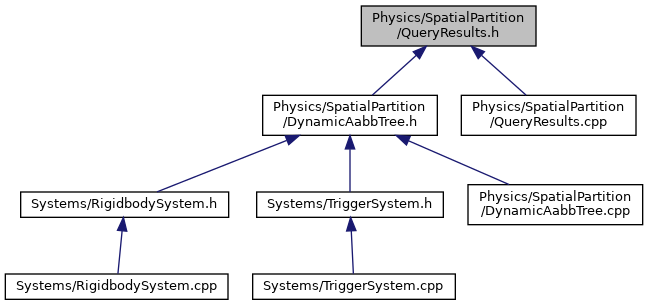 Physics/SpatialPartition
/QueryResults.h
Physics/SpatialPartition
/DynamicAabbTree.h
Physics/SpatialPartition
/QueryResults.cpp
Systems/RigidbodySystem.h
Systems/TriggerSystem.h
Physics/SpatialPartition
/DynamicAabbTree.cpp
Systems/RigidbodySystem.cpp
Systems/TriggerSystem.cpp